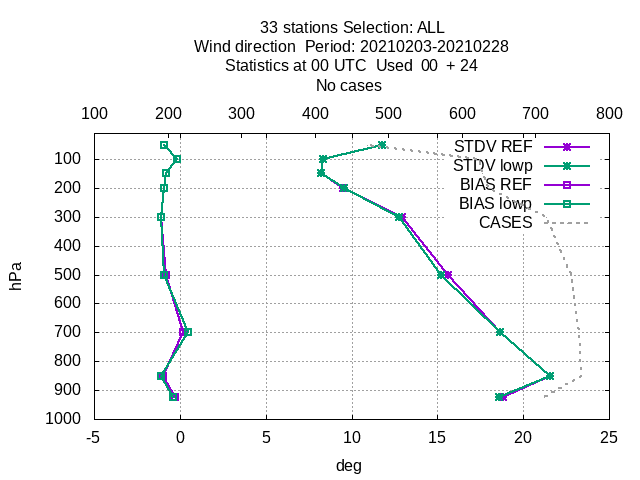 33 stations Selection: ALL
Wind direction  Period: 20210203-20210228
Statistics at 00 UTC  Used  00  + 24
No cases
100 200 300 400 500 600 700 800
STDV REF
STDV lowp
BIAS REF
BIAS lowp
CASES
hPa
100
200
300
400
500
600
700
800
900
1000
-5 0 5 10 15 20 25
deg